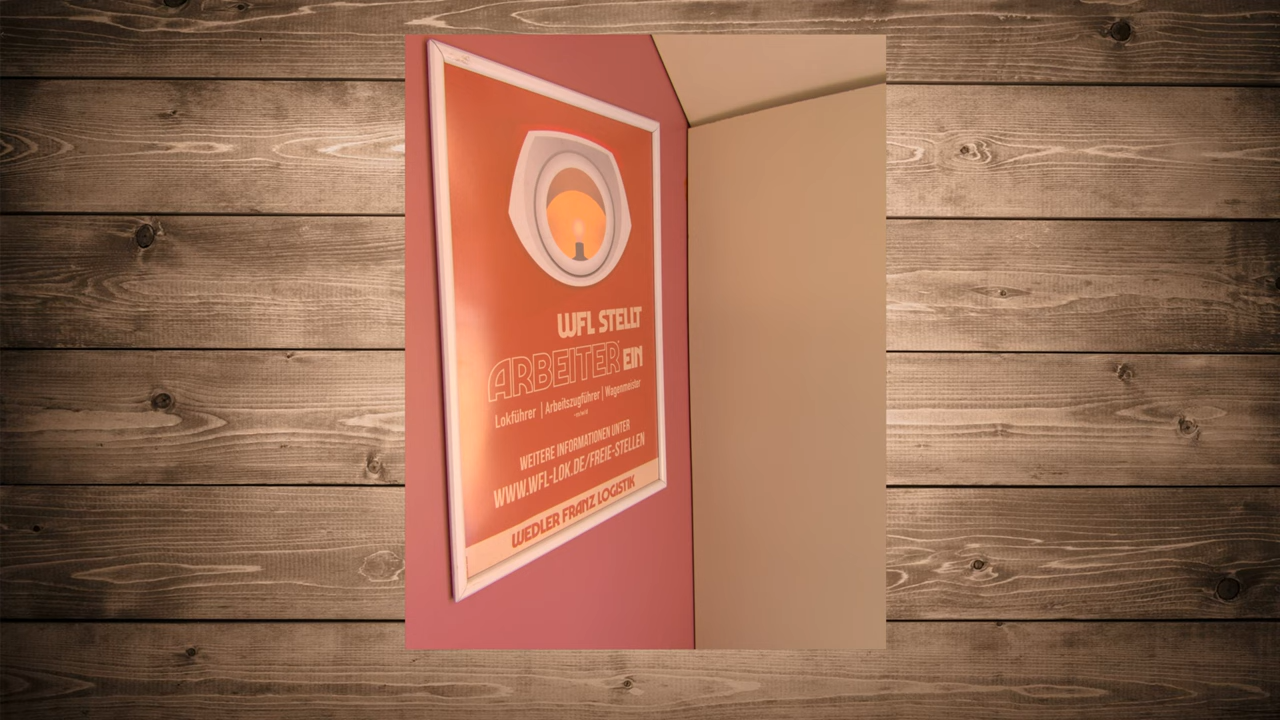 WFL STELLT
ARBEITER EIN
Lokführer | Arbeitszugführer | Wagenmeister
WEITERE INFORMATIONEN UNTER
WWW.WFL-LOK.DE/FREIE-STELLEN
WEDLER FRANZ LOGISTIK